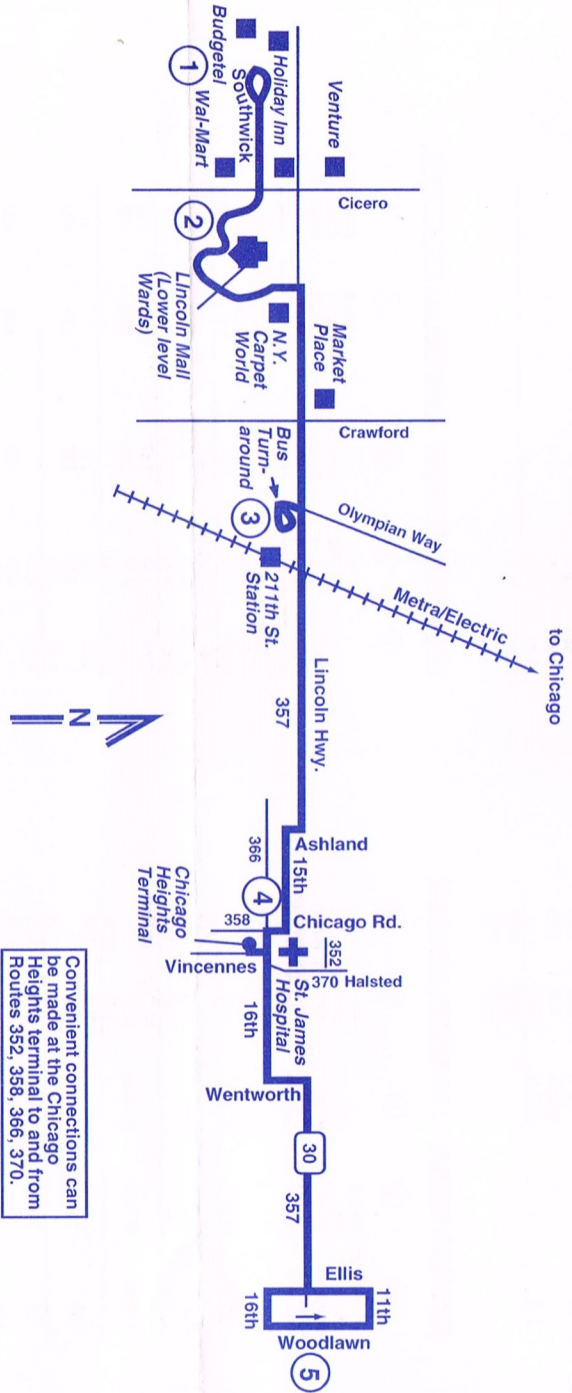 Budgetel
Holiday Inn
Southwick
1
Wal-Mart
Venture
Cicero
2
Lincoln Mall
(Lower level
Wards)
N.Y.
Carpet
World
Market
Place
Crawford
Bus
Turn-
around
3
Olympian Way
211th St.
Station
Metra/Electric
to Chicago
Lincoln Hwy.
357
N
Ashland
15th
366
4
358
Chicago Rd.
Chicago
Heights
Terminal
Vincennes
352
370 Halsted
St. James
Hospital
16th
Wentworth
30
357
Ellis
11th
16th
Woodlawn
5
Convenient connections can
be made at the Chicago
Heights terminal to and from
Routes 352, 358, 366, 370.